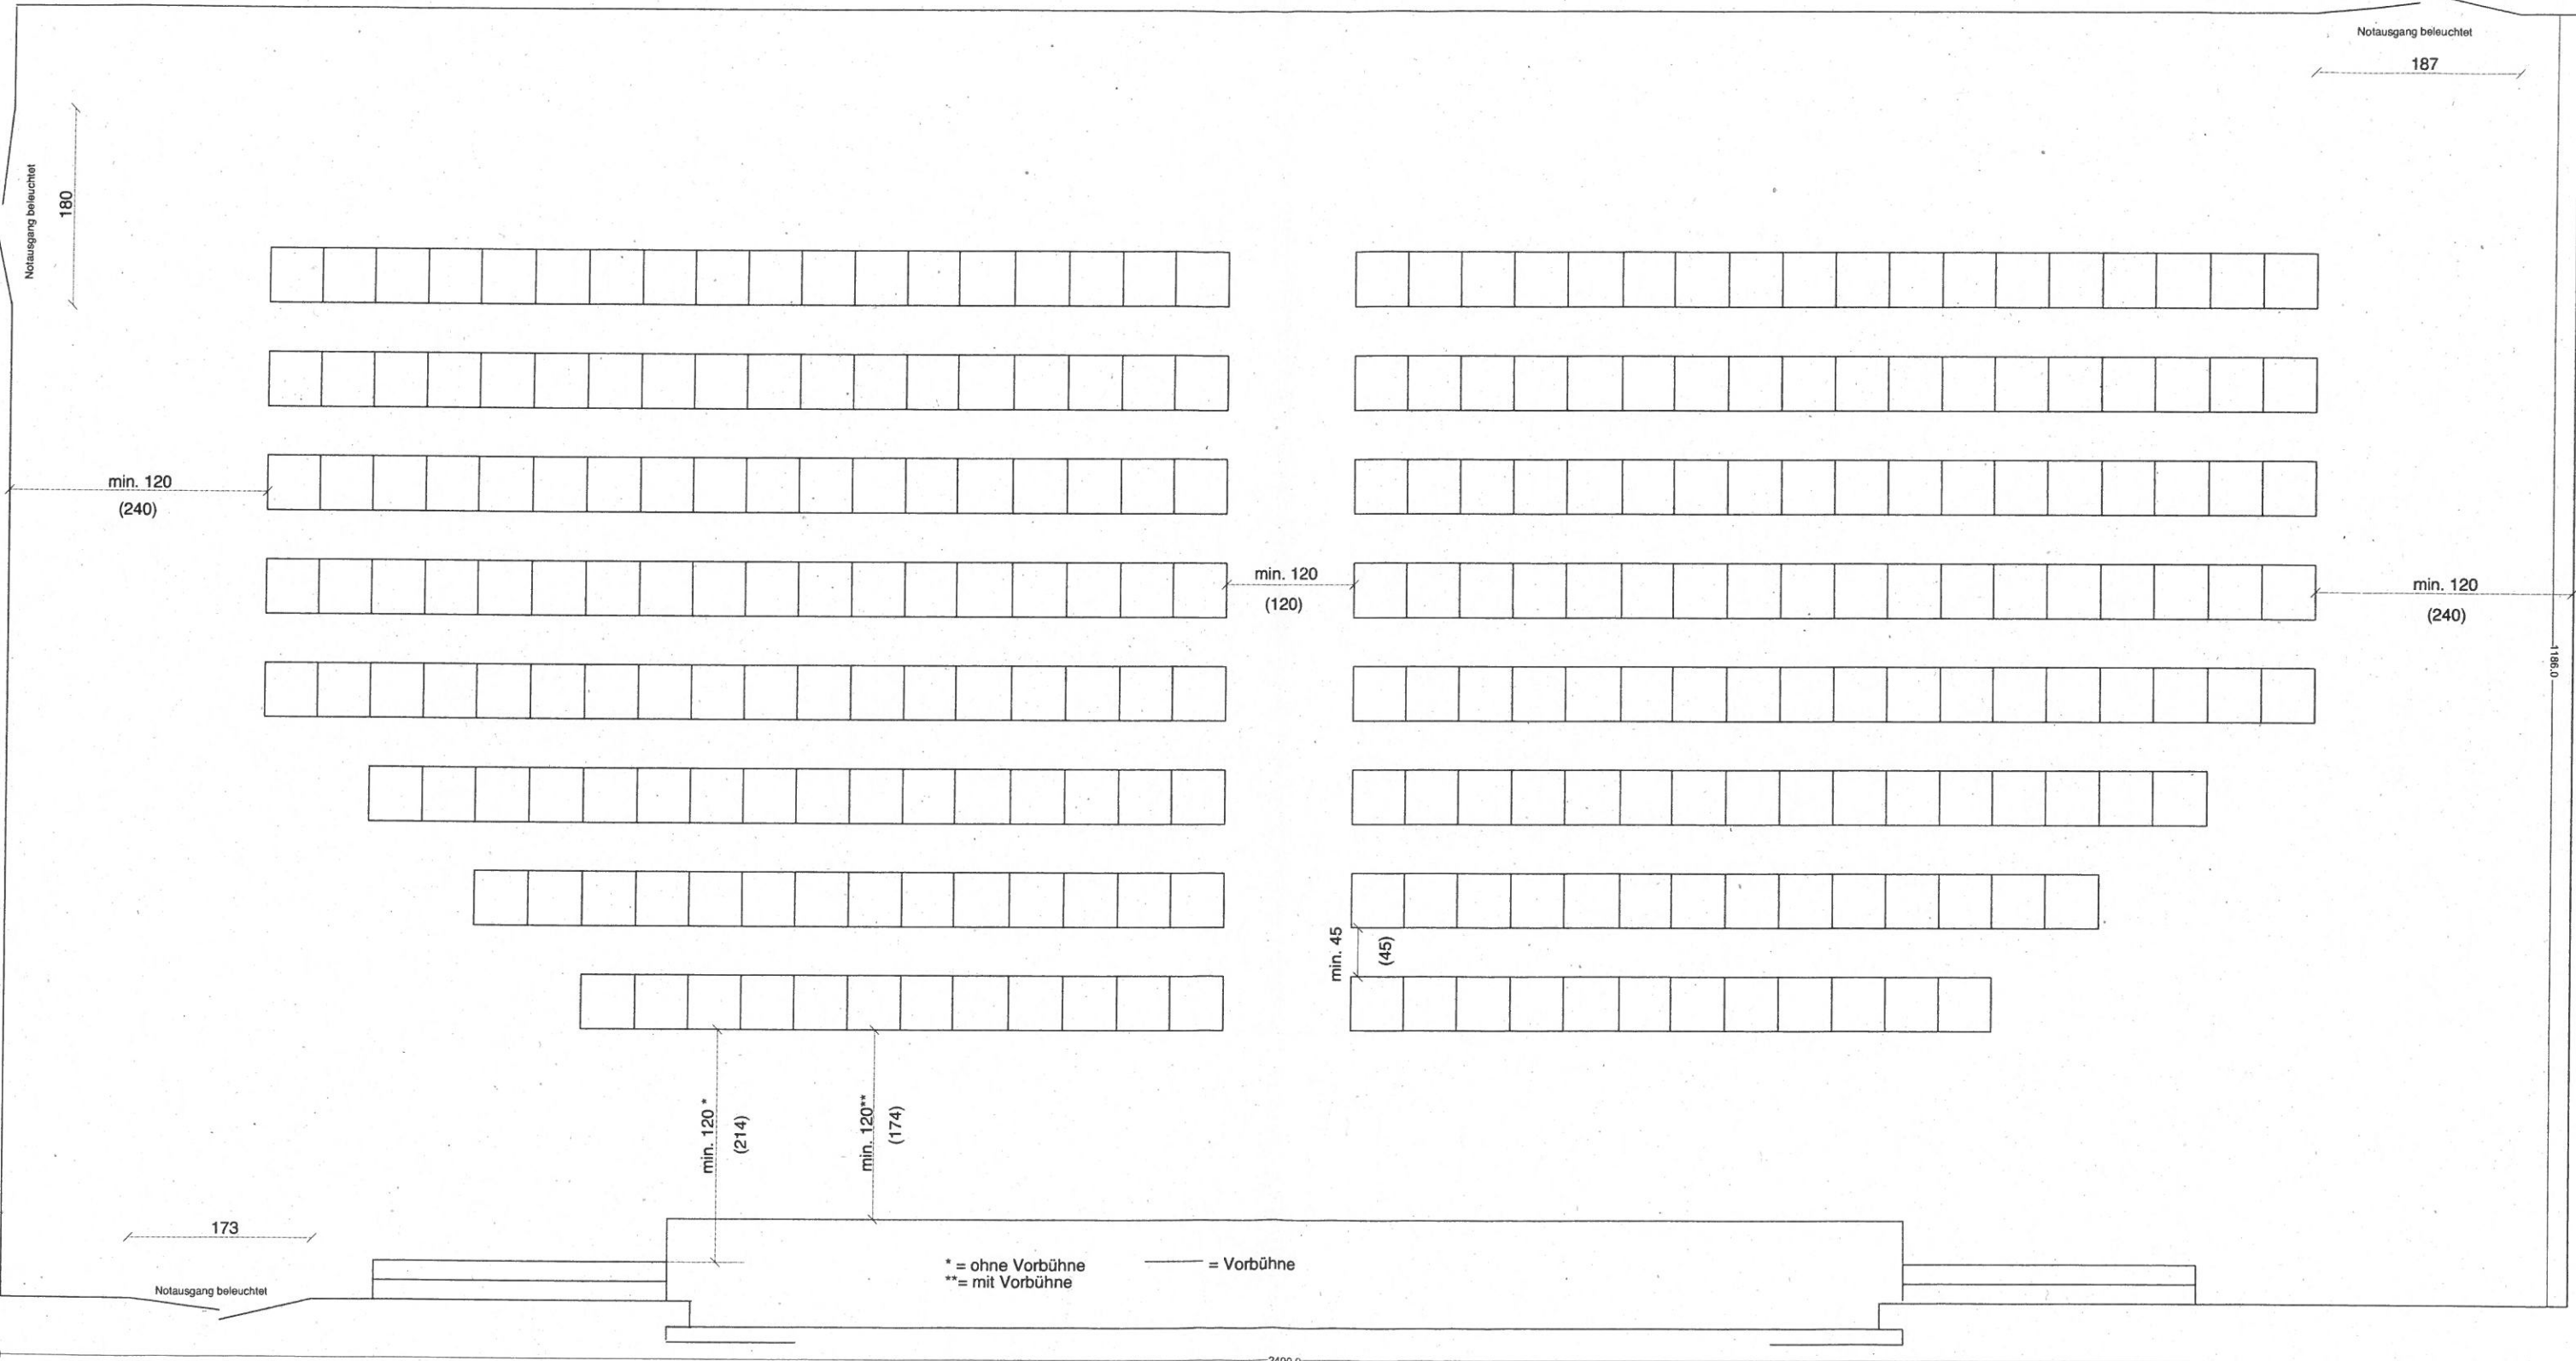 Notausgang beleuchtet
187
Notausgang beleuchtet
180
min. 120
(240)
min. 120
(120)
min. 120
(240)
1186.0
min. 45
(45)
min. 120 *
(214)
min. 120**
(174)
173
Notausgang beleuchtet
* = ohne Vorbühne
**= mit Vorbühne
= Vorbühne